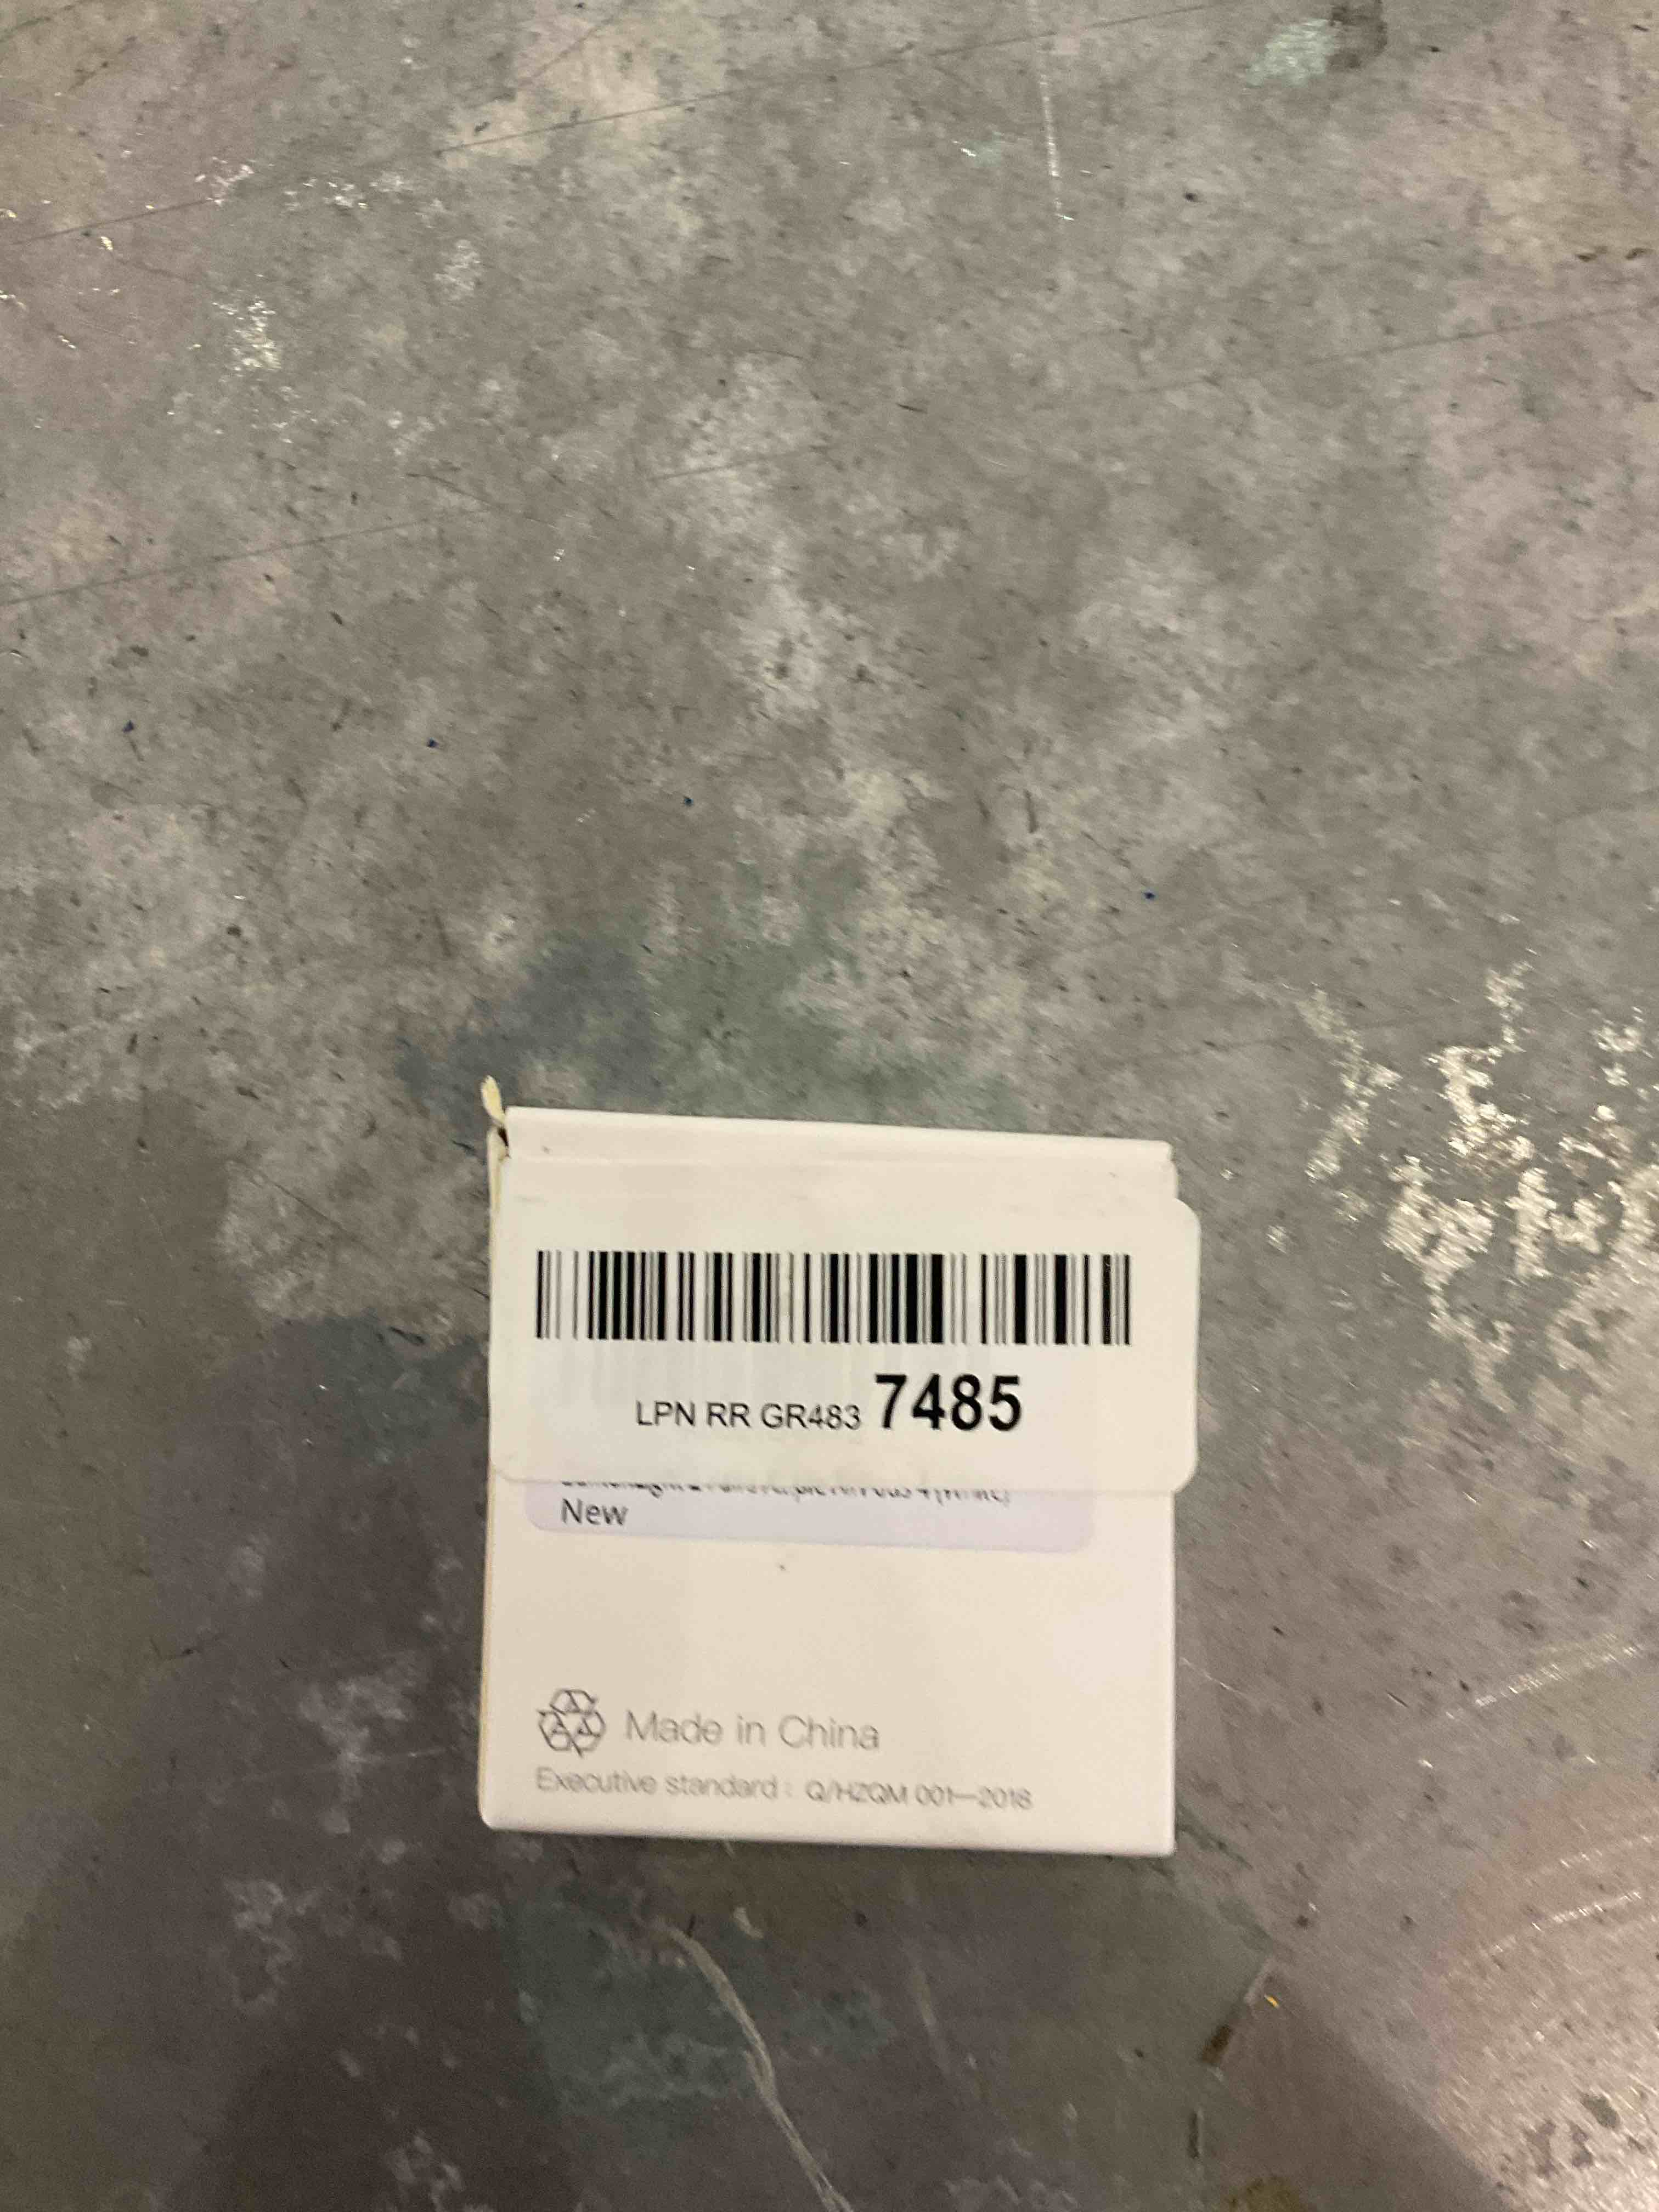 LPN RR GR483 7485
New
Made in China
Executive standard : Q/HZQM 001—2018